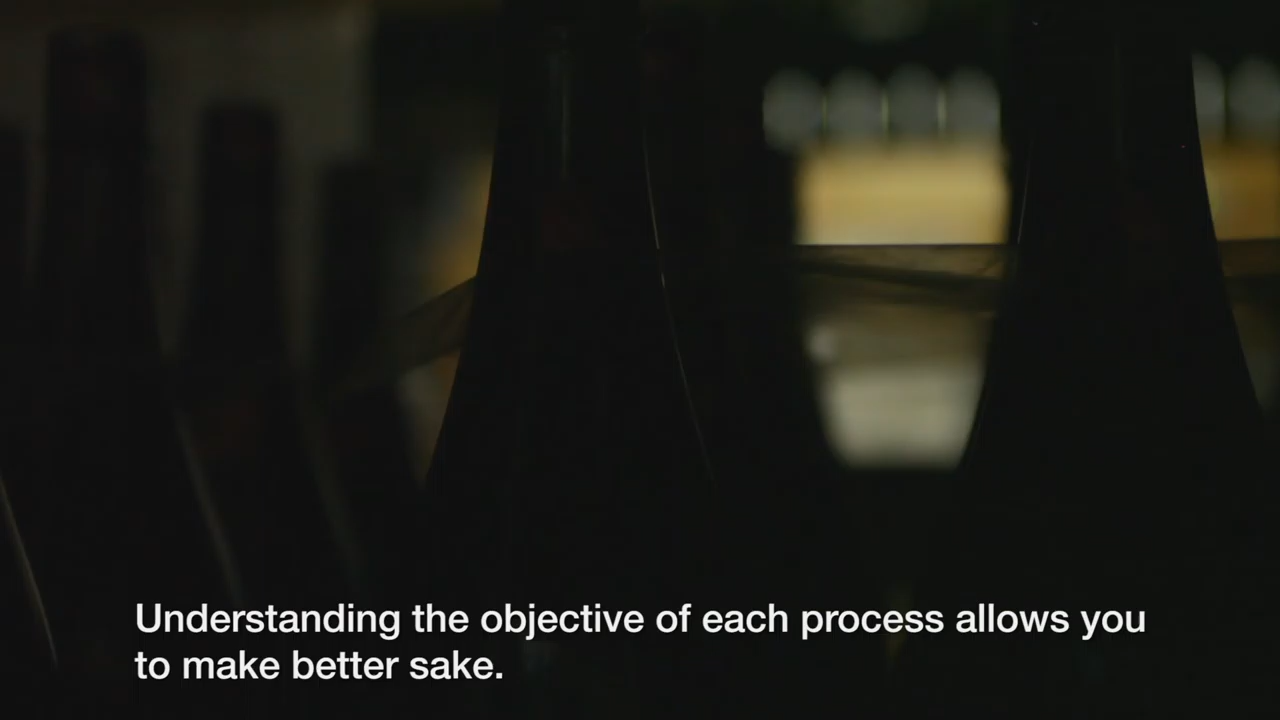 Understanding the objective of each process allows you
to make better sake.